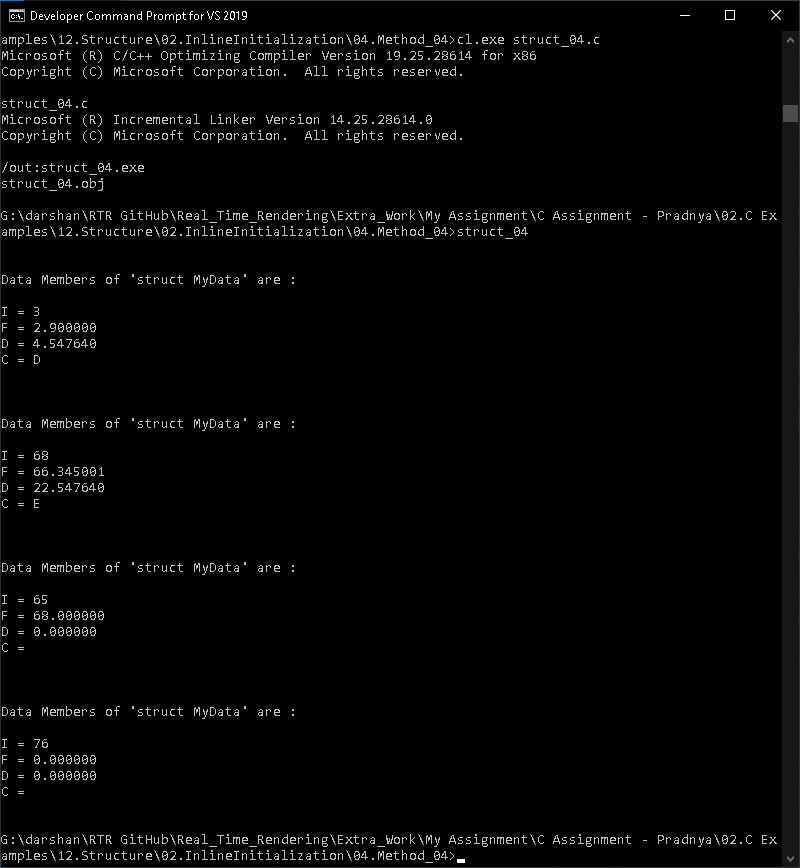 Developer Command Prompt for VS 2019
amples\12.Structure\02.InlineInitialization\04.Method_04>cl.exe struct_04.c
Microsoft (R) C/C++ Optimizing Compiler Version 19.25.28614 for x86
Copyright (C) Microsoft Corporation.  All rights reserved.
struct_04.c
Microsoft (R) Incremental Linker Version 14.25.28614.0
Copyright (C) Microsoft Corporation.  All rights reserved.
/out:struct_04.exe
struct_04.obj
G:\darshan\RTR GitHub\Real_Time_Rendering\Extra_Work\My Assignment\C Assignment - Pradnya\02.C Ex
amples\12.Structure\02.InlineInitialization\04.Method_04>struct_04
Data Members of 'struct MyData' are :
I = 3
F = 2.900000
D = 4.547640
C = D
Data Members of 'struct MyData' are :
I = 68
F = 66.345001
D = 22.547640
C = E
Data Members of 'struct MyData' are :
I = 65
F = 68.000000
D = 0.000000
C =
Data Members of 'struct MyData' are :
I = 76
F = 0.000000
D = 0.000000
C =
G:\darshan\RTR GitHub\Real_Time_Rendering\Extra_Work\My Assignment\C Assignment - Pradnya\02.C Ex
amples\12.Structure\02.InlineInitialization\04.Method_04>